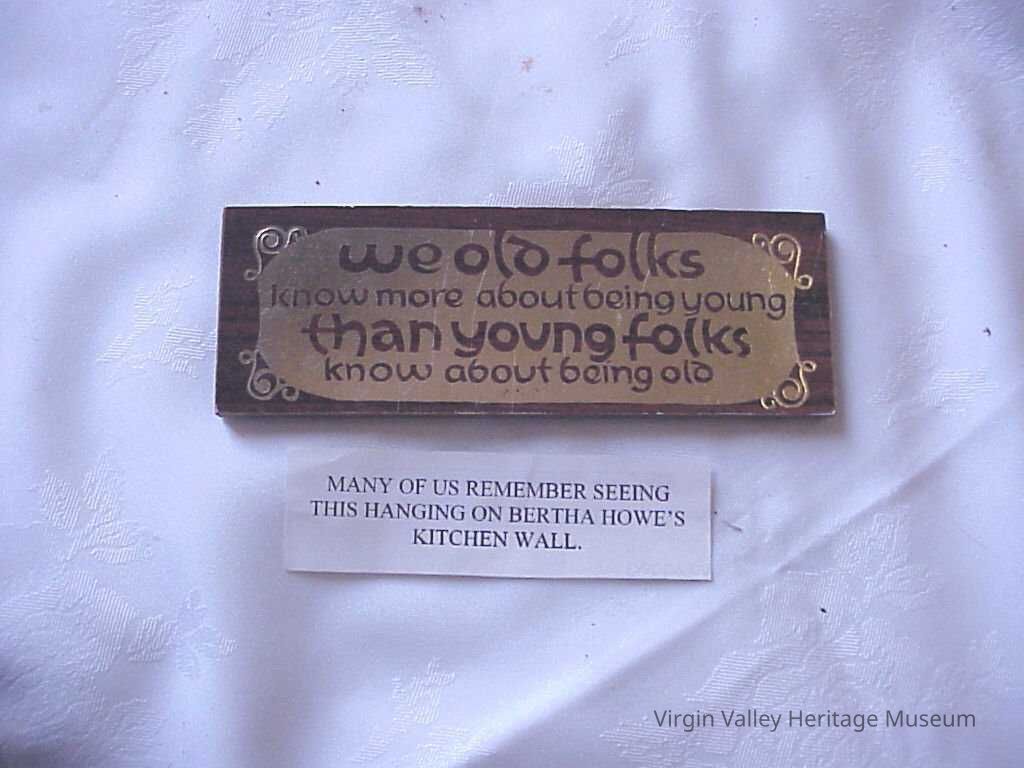 we old folks
know more about being young
than young folks
know about being old
MANY OF US REMEMBER SEEING
THIS HANGING ON BERTHA HOWE'S
KITCHEN WALL.
Virgin Valley Heritage Museum